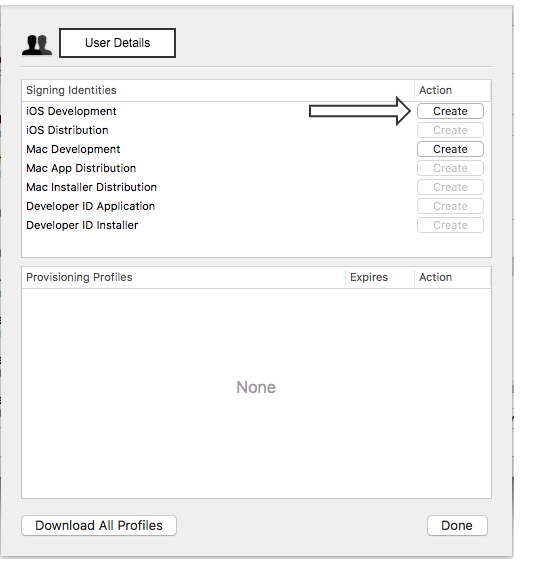 User Details
Signing Identities Action
iOS Development Create
iOS Distribution Create
Mac Development Create
Mac App Distribution Create
Mac Installer Distribution Create
Developer ID Application Create
Developer ID Installer Create
Provisioning Profiles Expires Action
None
Download All Profiles Done